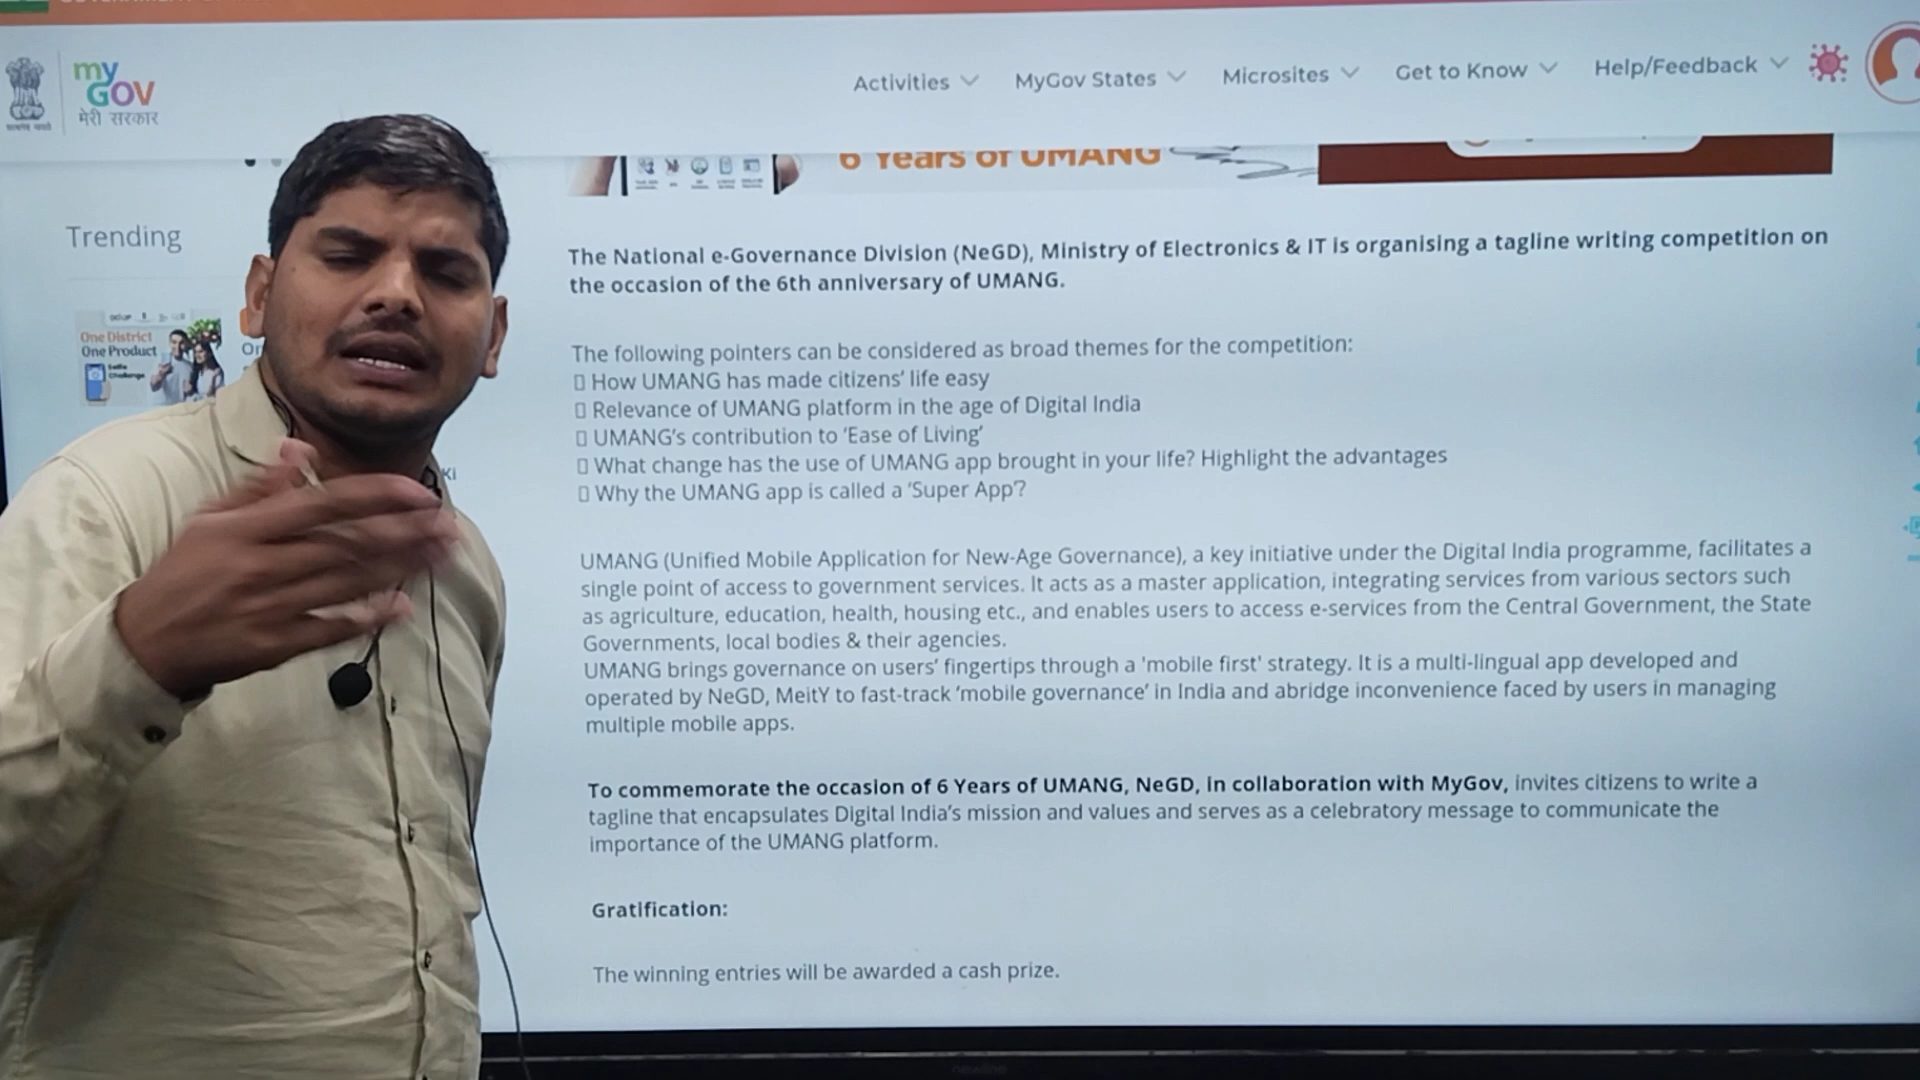 my
GOV
मेरी सरकार
Activities
MyGov States
Microsites
Get to Know
Help/Feedback
6 Years of UMANG
Trending
One District
One Product
Selfie
Challenge
The National e-Governance Division (NeGD), Ministry of Electronics & IT is organising a tagline writing competition on
the occasion of the 6th anniversary of UMANG.
The following pointers can be considered as broad themes for the competition:
How UMANG has made citizens’ life easy
Relevance of UMANG platform in the age of Digital India
UMANG’s contribution to ‘Ease of Living’
What change has the use of UMANG app brought in your life? Highlight the advantages
Why the UMANG app is called a ‘Super App’?
UMANG (Unified Mobile Application for New-Age Governance), a key initiative under the Digital India programme, facilitates a
single point of access to government services. It acts as a master application, integrating services from various sectors such
as agriculture, education, health, housing etc., and enables users to access e-services from the Central Government, the State
Governments, local bodies & their agencies.
UMANG brings governance on users’ fingertips through a 'mobile first' strategy. It is a multi-lingual app developed and
operated by NeGD, MeitY to fast-track ‘mobile governance’ in India and abridge inconvenience faced by users in managing
multiple mobile apps.
To commemorate the occasion of 6 Years of UMANG, NeGD, in collaboration with MyGov, invites citizens to write a
tagline that encapsulates Digital India’s mission and values and serves as a celebratory message to communicate the
importance of the UMANG platform.
Gratification:
The winning entries will be awarded a cash prize.